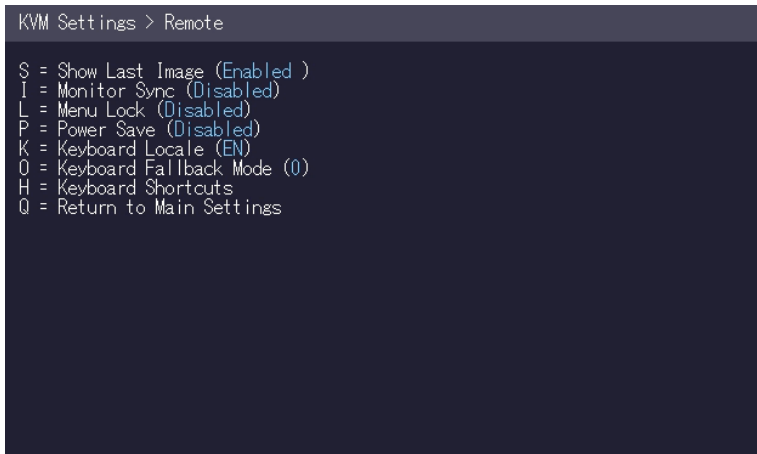 KVM Settings > Remote
S = Show Last Image (Enabled )
I = Monitor Sync (Disabled)
L = Menu Lock (Disabled)
P = Power Save (Disabled)
K = Keyboard Locale (EN)
O = Keyboard Fallback Mode (0)
H = Keyboard Shortcuts
Q = Return to Main Settings